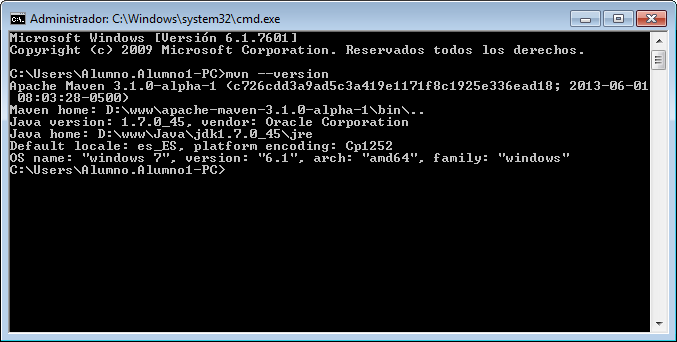 Administrador: C:\Windows\system32\cmd.exe
Microsoft Windows [Versión 6.1.7601]
Copyright (c) 2009 Microsoft Corporation. Reservados todos los derechos.
C:\Users\Alumno.Alumno1-PC>mvn --version
Apache Maven 3.1.0-alpha-1 (c726cdd3a9ad5c3a419e1171f8c1925e336ead18; 2013-06-01
 08:03:28-0500)
Maven home: D:\www\apache-maven-3.1.0-alpha-1\bin\..
Java version: 1.7.0_45, vendor: Oracle Corporation
Java home: D:\www\Java\jdk1.7.0_45\jre
Default locale: es_ES, platform encoding: Cp1252
OS name: "windows 7", version: "6.1", arch: "amd64", family: "windows"
C:\Users\Alumno.Alumno1-PC>